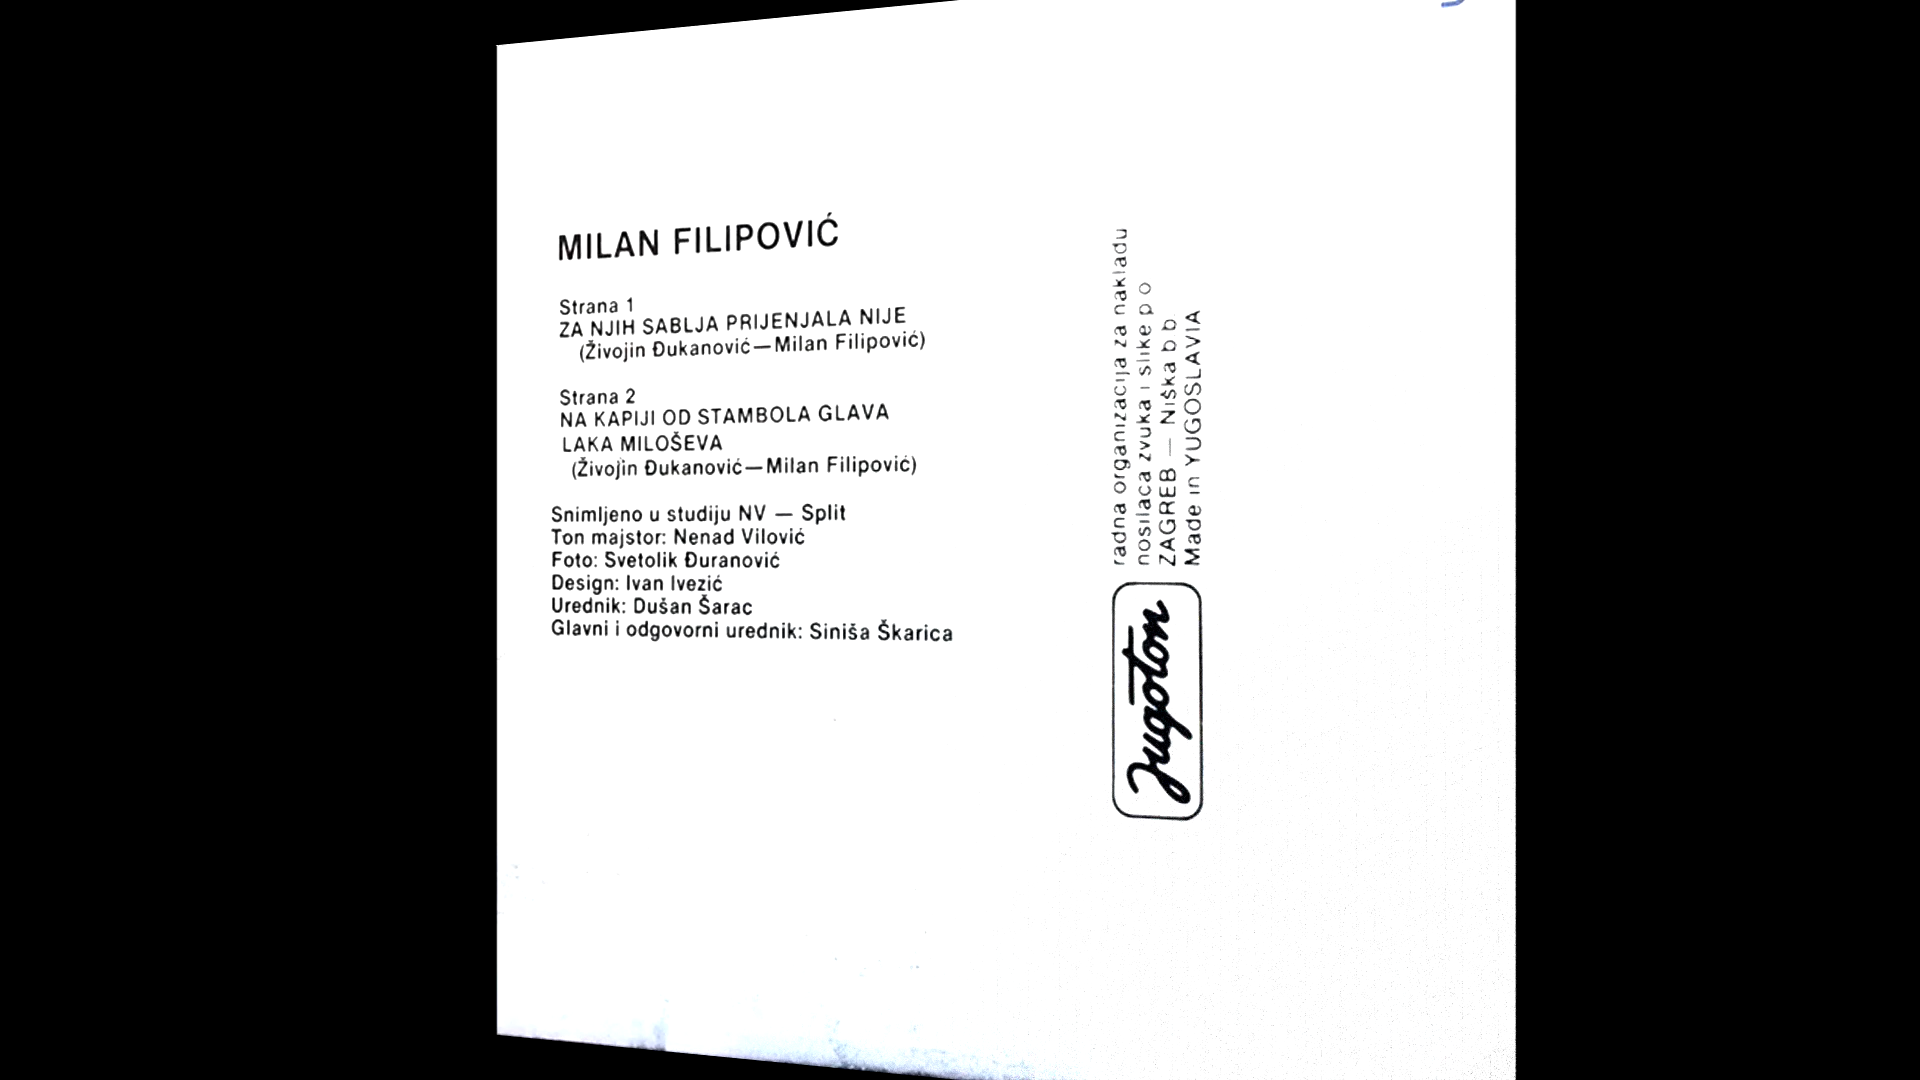 MILAN FILIPOVIĆ
Strana 1
ZA NJIH SABLJA PRIJENJALA NIJE
(Živojin Đukanović—Milan Filipović)
Strana 2
NA KAPIJI OD STAMBOLA GLAVA
LAKA MILOŠEVA
(Živojin Đukanović—Milan Filipović)
Snimljeno u studiju NV — Split
Ton majstor: Nenad Vilović
Foto: Svetolik Đuranović
Design: Ivan Ivezić
Urednik: Dušan Šarac
Glavni i odgovorni urednik: Siniša Škarica
Jugoton
radna organizacija za nakladu
nosilaca zvuka i slike p o
ZAGREB — Niška b b
Made in YUGOSLAVIA